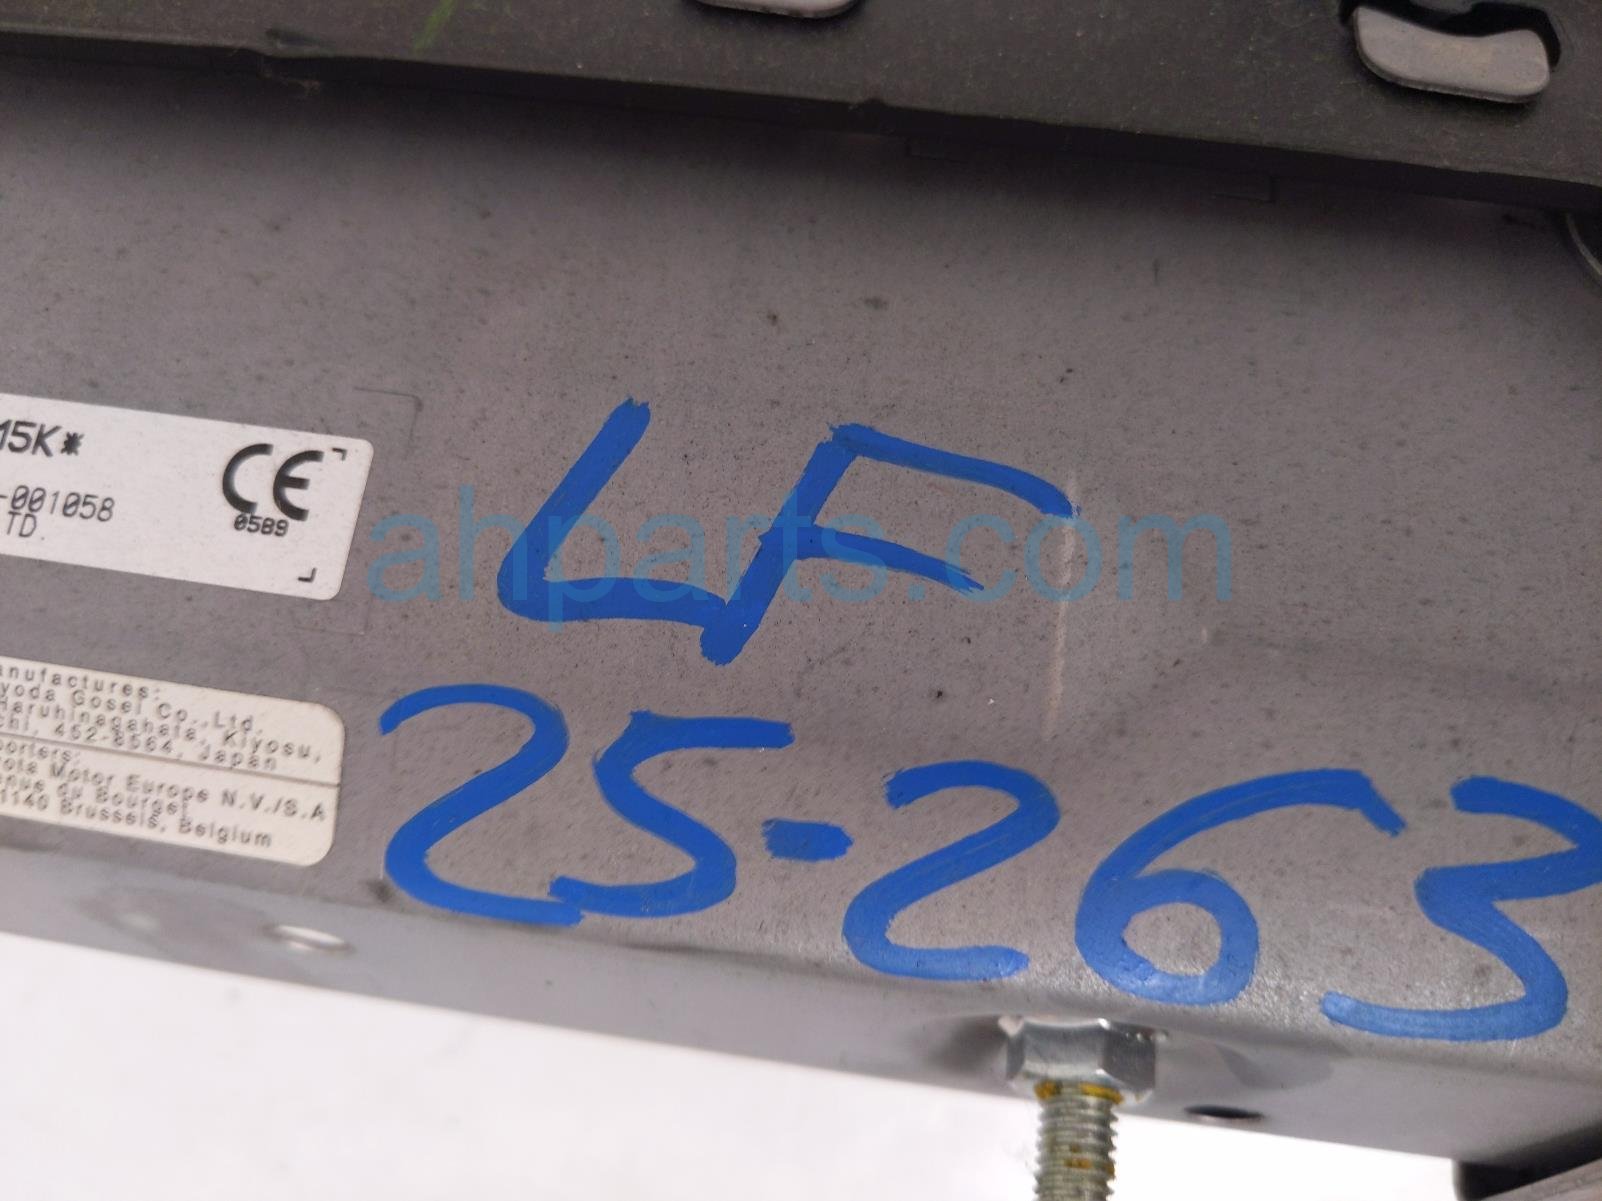 15K*
CE
-001058
0589
TD.
LF
25-263
anufactures:
yoda Gosei Co.,Ltd.
Haruhinagahata, Kiyosu,
chi, 452-8564, Japan
porters:
ota Motor Europe N.V./S.A
enue du Bourget
1140 Brussels, Belgium
ahparts.com